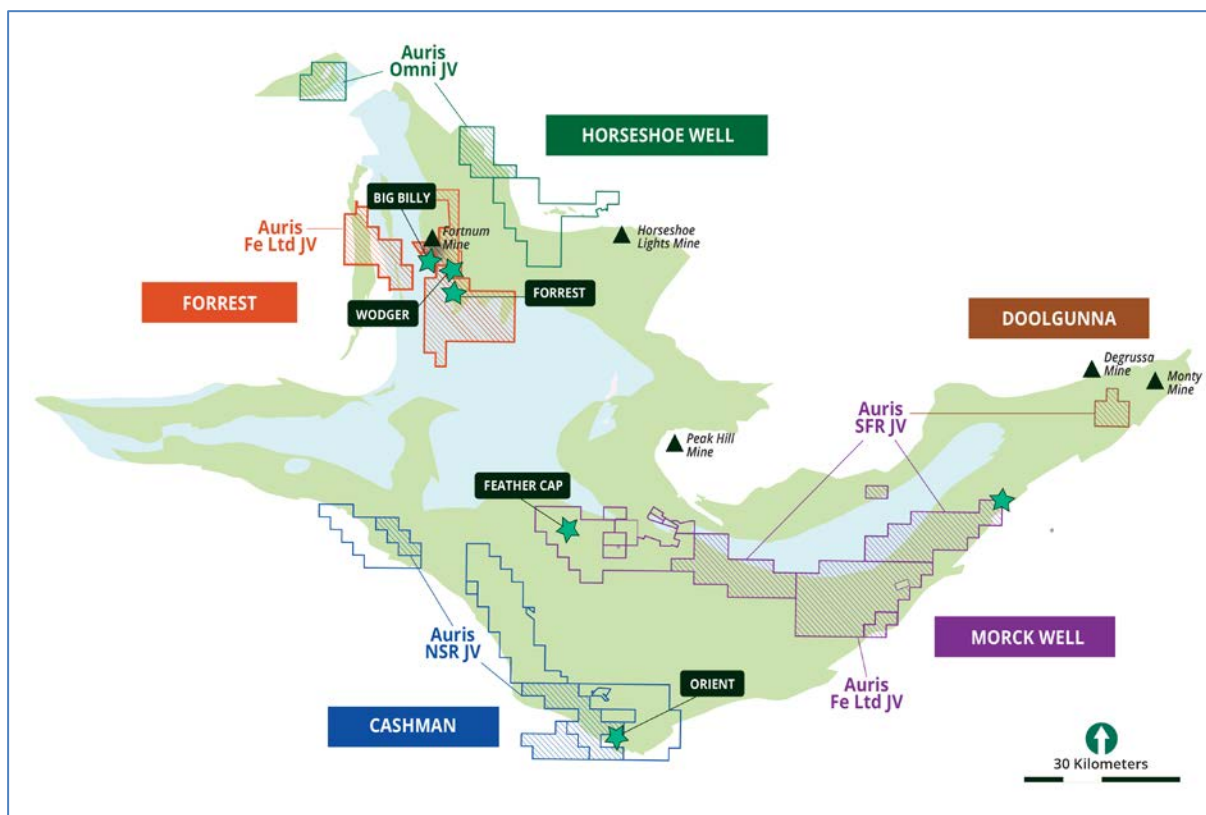 Auris
Omni JV
HORSESHOE WELL
BIG BILLY
Auris
Fe Ltd JV
Fortnum
Mine
Horseshoe
Lights Mine
FORREST
FORREST
WODGER
DOOLGUNNA
Degrussa
Mine
Monty
Mine
Auris
SFR JV
Peak Hill
Mine
FEATHER CAP
Auris
NSR JV
MORCK WELL
ORIENT
Auris
Fe Ltd JV
CASHMAN
30 Kilometers